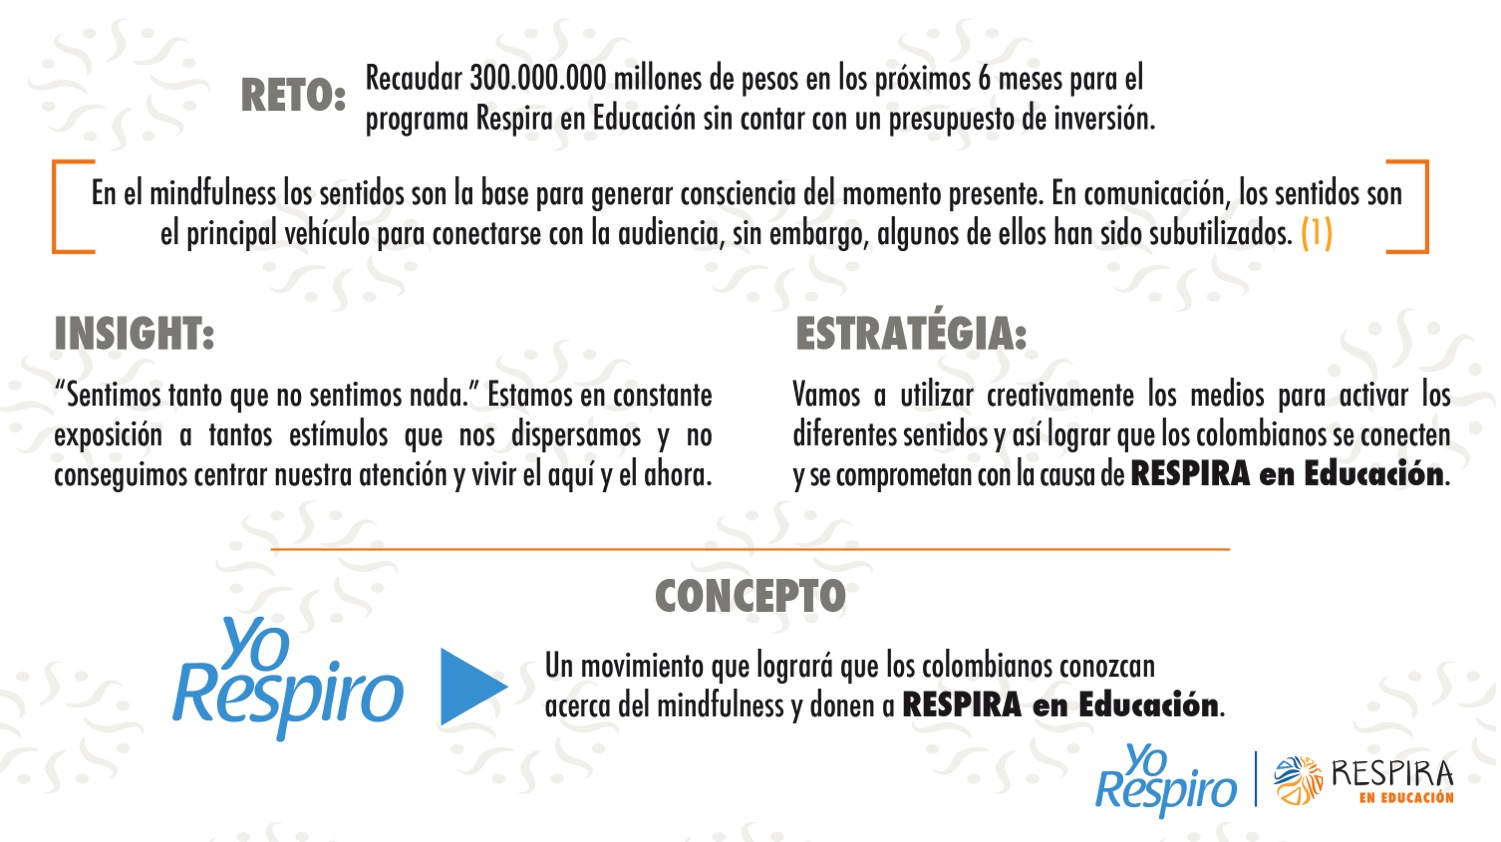 RETO:
Recaudar 300.000.000 millones de pesos en los próximos 6 meses para el
programa Respira en Educación sin contar con un presupuesto de inversión.
En el mindfulness los sentidos son la base para generar consciencia del momento presente. En comunicación, los sentidos son
el principal vehículo para conectarse con la audiencia, sin embargo, algunos de ellos han sido subutilizados. (1)
INSIGHT:
“Sentimos tanto que no sentimos nada.” Estamos en constante
exposición a tantos estímulos que nos dispersamos y no
conseguimos centrar nuestra atención y vivir el aquí y el ahora.
ESTRATÉGIA:
Vamos a utilizar creativamente los medios para activar los
diferentes sentidos y así lograr que los colombianos se conecten
y se comprometan con la causa de RESPIRA en Educación.
CONCEPTO
Yo
Respiro
Un movimiento que logrará que los colombianos conozcan
acerca del mindfulness y donen a RESPIRA en Educación.
Yo
Respiro
RESPIRA
EN EDUCACIÓN